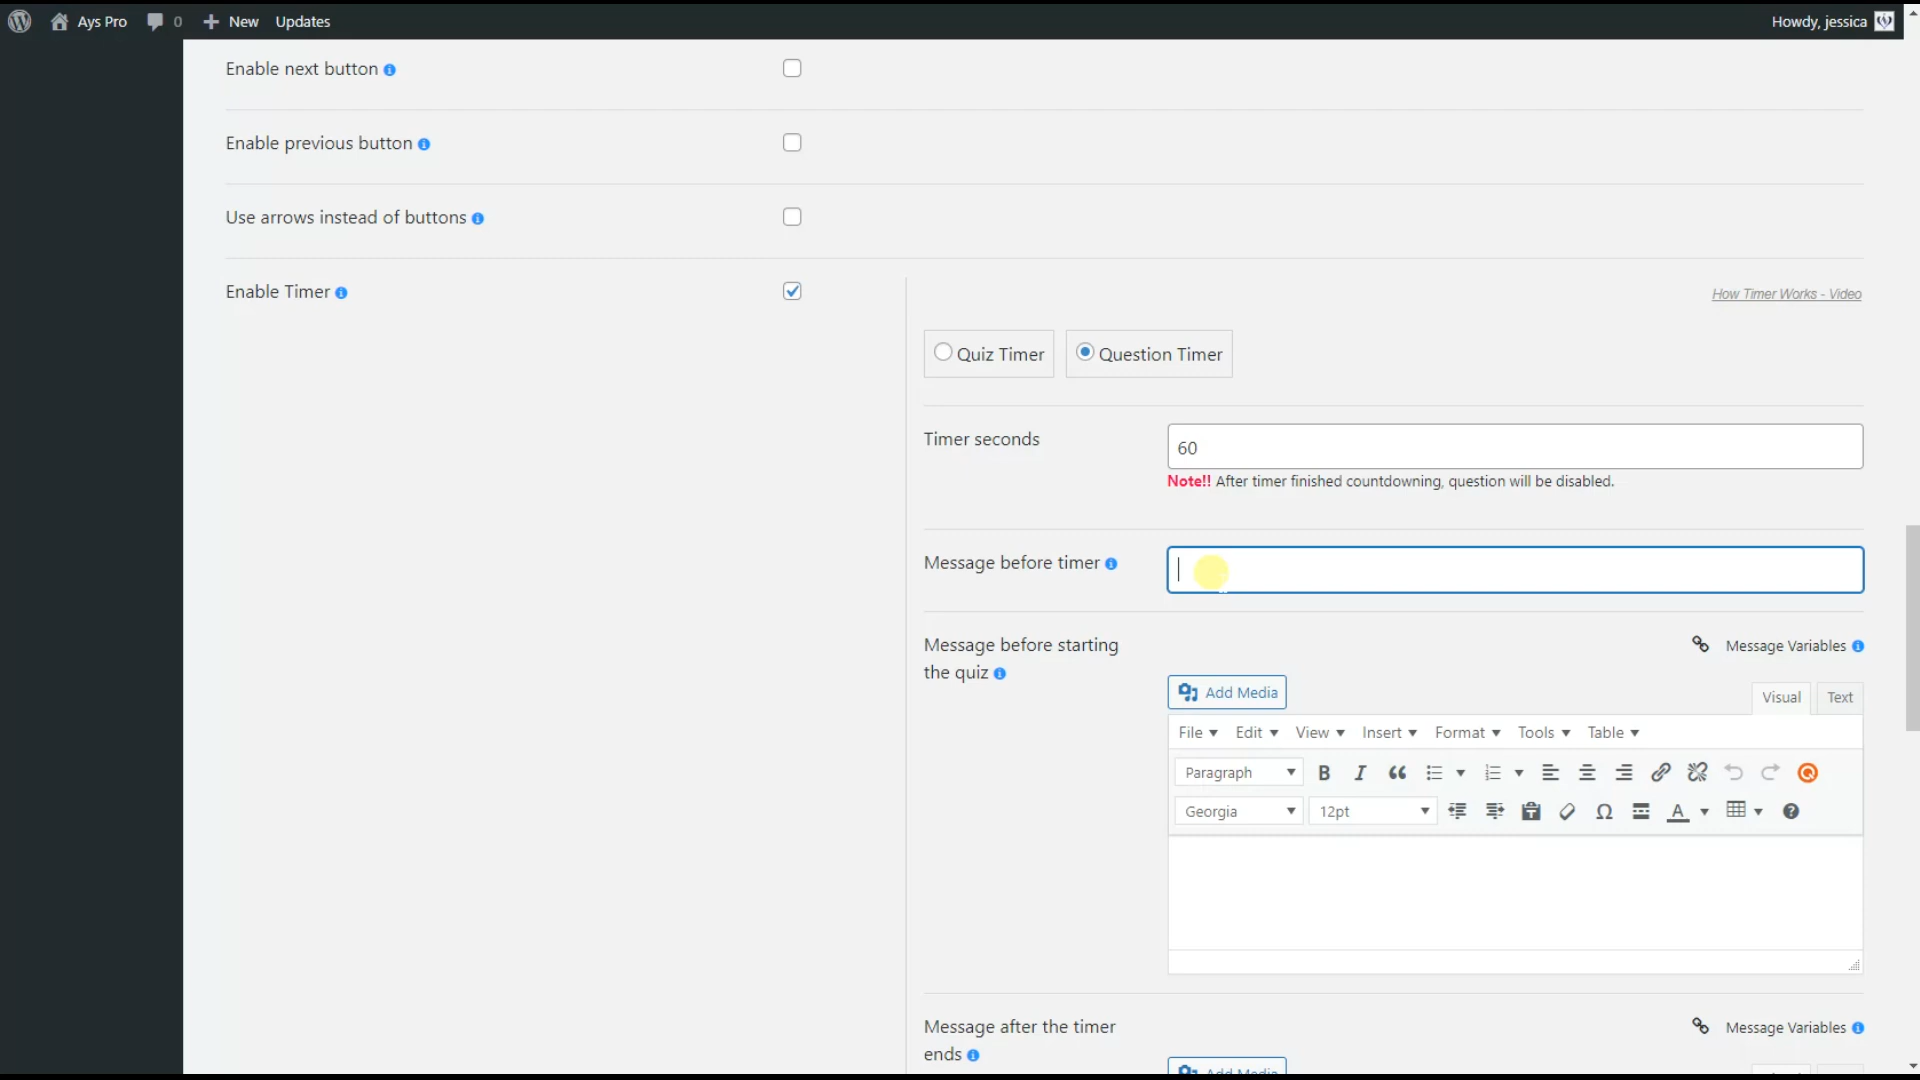 Ays Pro 0 New Updates Howdy, jessica
Enable next button
Enable previous button
Use arrows instead of buttons
Enable Timer
How Timer Works - Video
Quiz Timer Question Timer
Timer seconds
60
Note!! After timer finished countdowning, question will be disabled.
Message before timer
Message before starting
the quiz
Message Variables
Add Media
Visual Text
File Edit View Insert Format Tools Table
Paragraph
Georgia 12pt
Message after the timer
ends
Message Variables
Add Media